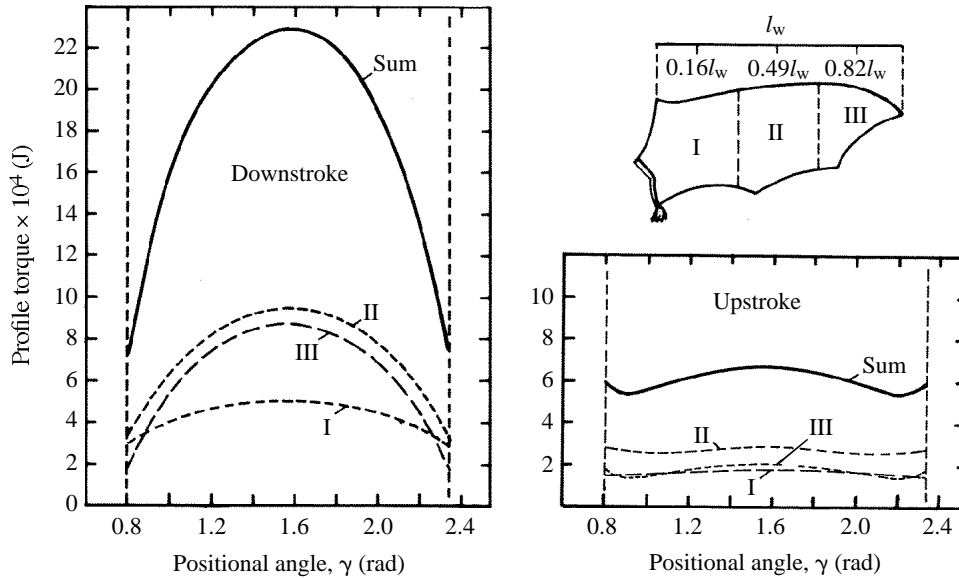 22
20
18
16
14
12
10
8
6
4
2
0
Profile torque × 10⁴ (J)
Sum
Downstroke
II
III
I
0.8 1.2 1.6 2.0 2.4
Positional angle, γ (rad)
l_w
0.16l_w 0.49l_w 0.82l_w
I
II
III
10
8
6
4
2
Upstroke
Sum
II
III
I
0.8 1.2 1.6 2.0 2.4
Positional angle, γ (rad)